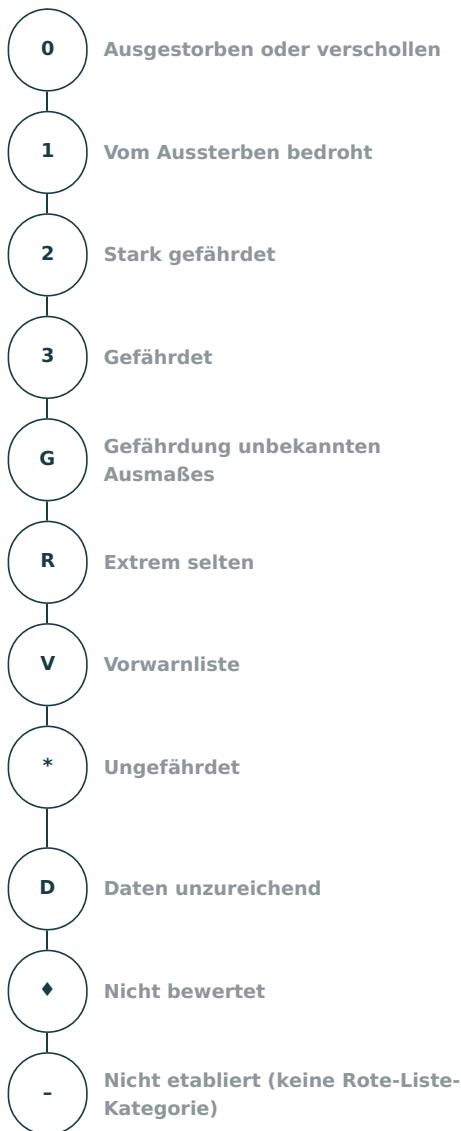 0 Ausgestorben oder verschollen
1 Vom Aussterben bedroht
2 Stark gefährdet
3 Gefährdet
G Gefährdung unbekannten
Ausmaßes
R Extrem selten
V Vorwarnliste
* Ungefährdet
D Daten unzureichend
♦ Nicht bewertet
– Nicht etabliert (keine Rote-Liste-
Kategorie)